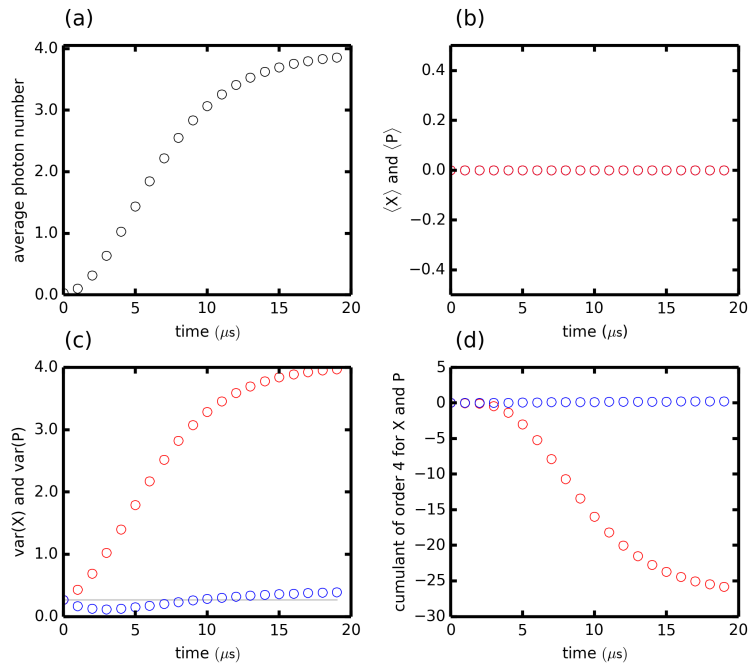 (a)
4.0
3.0
2.0
1.0
0.0
average photon number
0 5 10 15 20
time (μs)
(b)
0.4
0.2
0.0
−0.2
−0.4
⟨X⟩ and ⟨P⟩
0 5 10 15 20
time (μs)
(c)
4.0
3.0
2.0
1.0
0.0
var(X) and var(P)
0 5 10 15 20
time (μs)
(d)
5
0
−5
−10
−15
−20
−25
−30
cumulant of order 4 for X and P
0 5 10 15 20
time (μs)